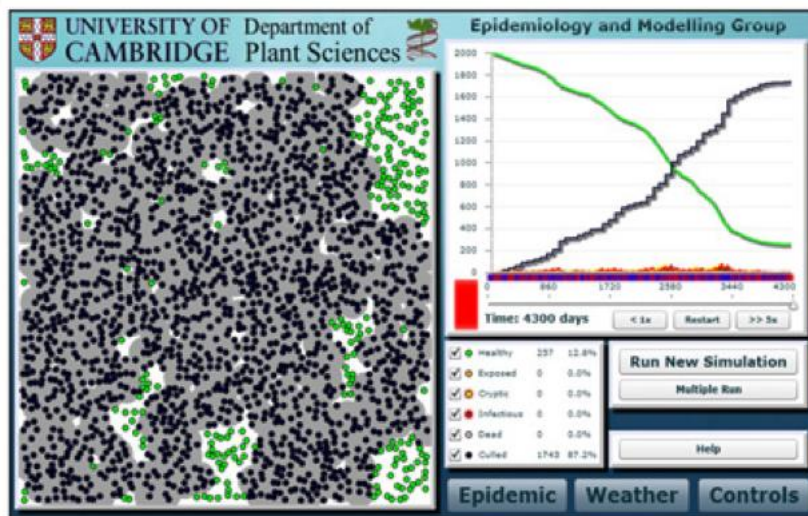 UNIVERSITY OF
CAMBRIDGE
Department of
Plant Sciences
Epidemiology and Modelling Group
2000
1800
1600
1400
1200
1000
800
600
400
200
0
0 860 1720 2580 3440 4300
Time: 4300 days
< 1x
Restart
>> 5x
Healthy 257 12.8%
Exposed 0 0.0%
Cryptic 0 0.0%
Infectious 0 0.0%
Dead 0 0.0%
Culled 1743 87.2%
Run New Simulation
Multiple Run
Help
Epidemic
Weather
Controls